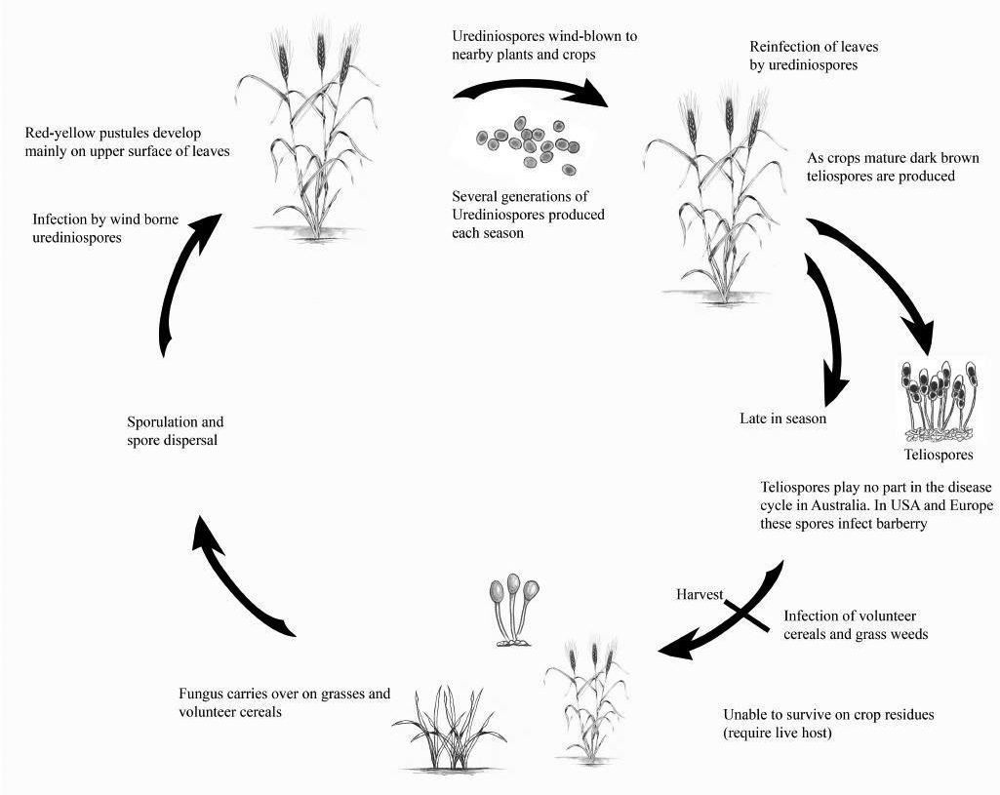 Urediniospores wind-blown to
nearby plants and crops
Reinfection of leaves
by urediniospores
Red-yellow pustules develop
mainly on upper surface of leaves
As crops mature dark brown
teliospores are produced
Infection by wind borne
urediniospores
Several generations of
Urediniospores produced
each season
Sporulation and
spore dispersal
Late in season
Teliospores
Teliospores play no part in the disease
cycle in Australia. In USA and Europe
these spores infect barberry
Harvest
Infection of volunteer
cereals and grass weeds
Fungus carries over on grasses and
volunteer cereals
Unable to survive on crop residues
(require live host)